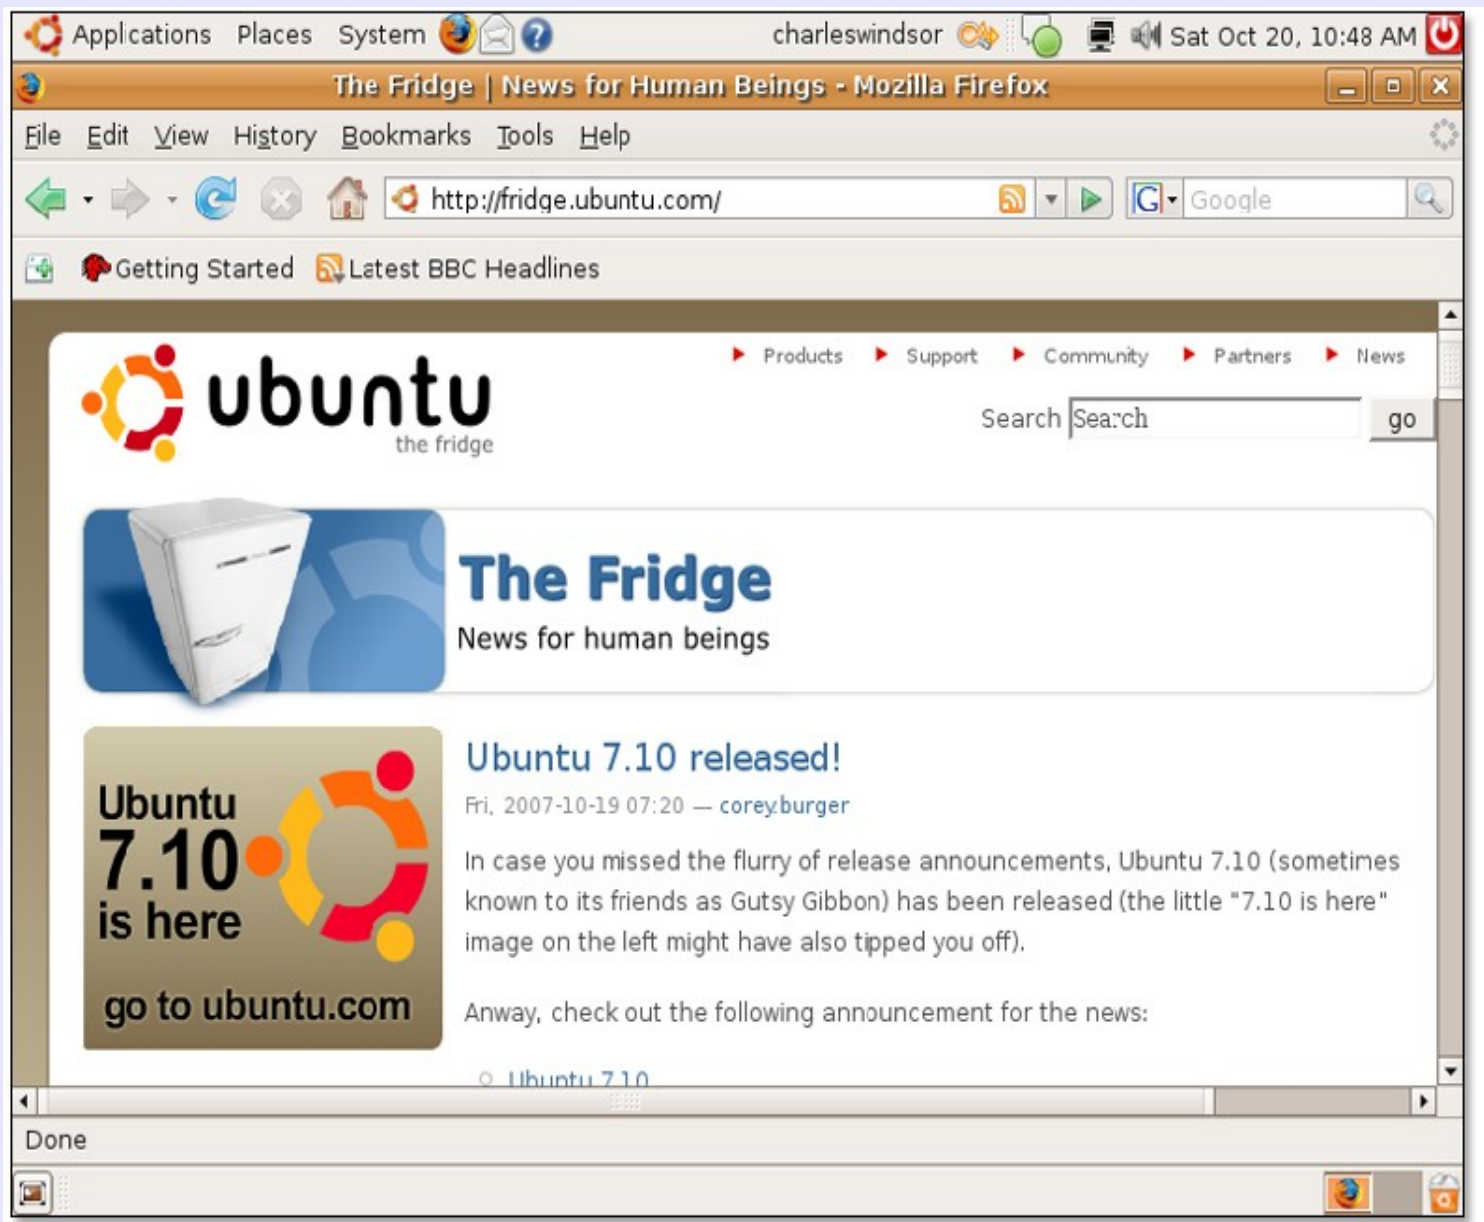 Applications Places System charleswindsor Sat Oct 20, 10:48 AM
The Fridge | News for Human Beings - Mozilla Firefox
File Edit View History Bookmarks Tools Help
http://fridge.ubuntu.com/ G Google
Getting Started Latest BBC Headlines
Products Support Community Partners News
ubuntu
the fridge
Search Search go
The Fridge
News for human beings
Ubuntu
7.10
is here
go to ubuntu.com
Ubuntu 7.10 released!
Fri, 2007-10-19 07:20 — corey.burger
In case you missed the flurry of release announcements, Ubuntu 7.10 (sometimes
known to its friends as Gutsy Gibbon) has been released (the little "7.10 is here"
image on the left might have also tipped you off).
Anway, check out the following announcement for the news:
Ubuntu 7.10
Done